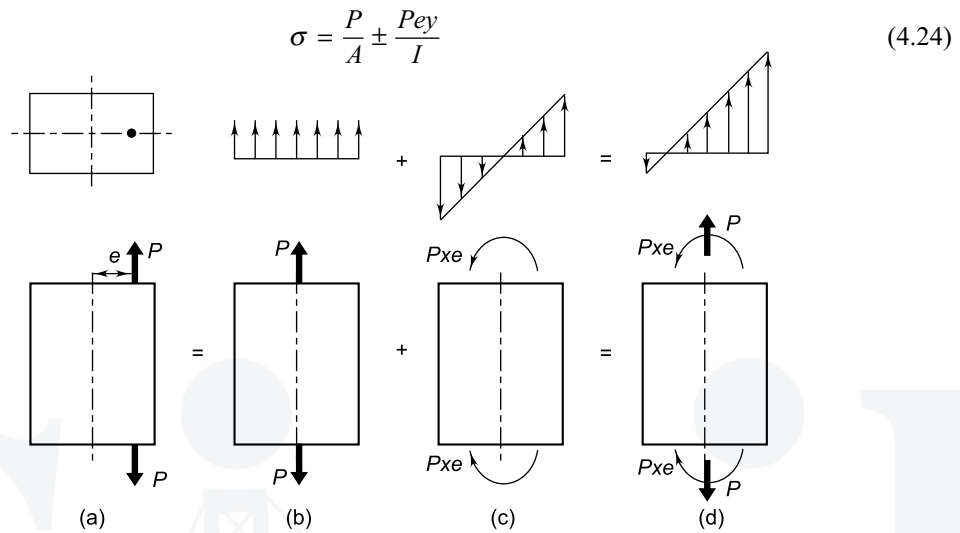 σ = P/A ± Pey/I (4.24)
+ =
e P P P
Pxe Pxe
= + =
Pxe Pxe
P P P
(a) (b) (c) (d)